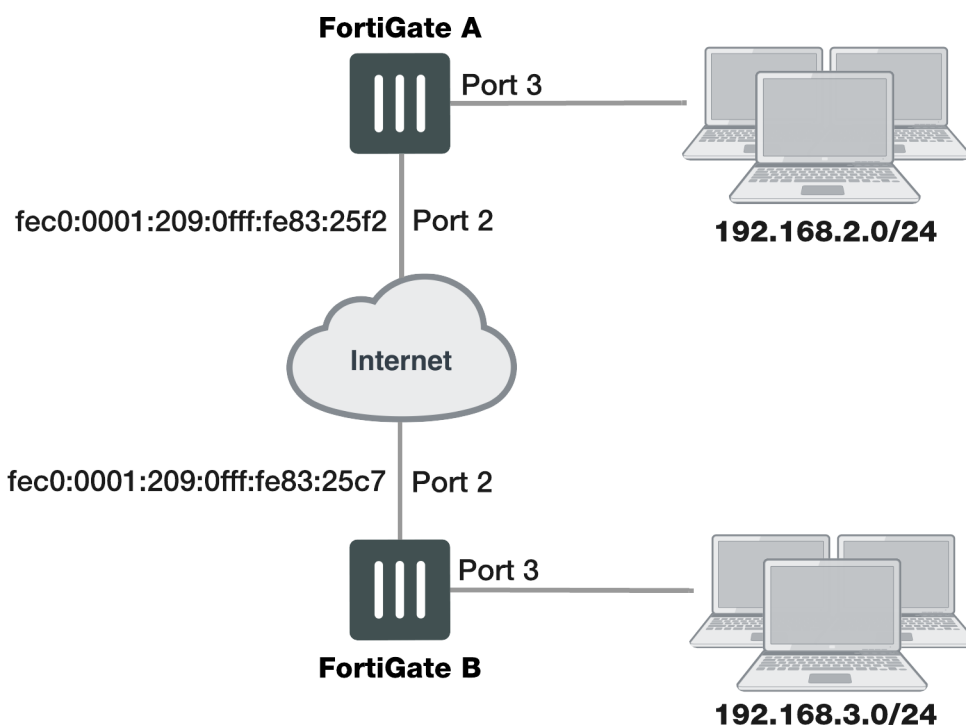 FortiGate A
Port 3
fec0:0001:209:0fff:fe83:25f2
Port 2
192.168.2.0/24
Internet
fec0:0001:209:0fff:fe83:25c7
Port 2
Port 3
FortiGate B
192.168.3.0/24